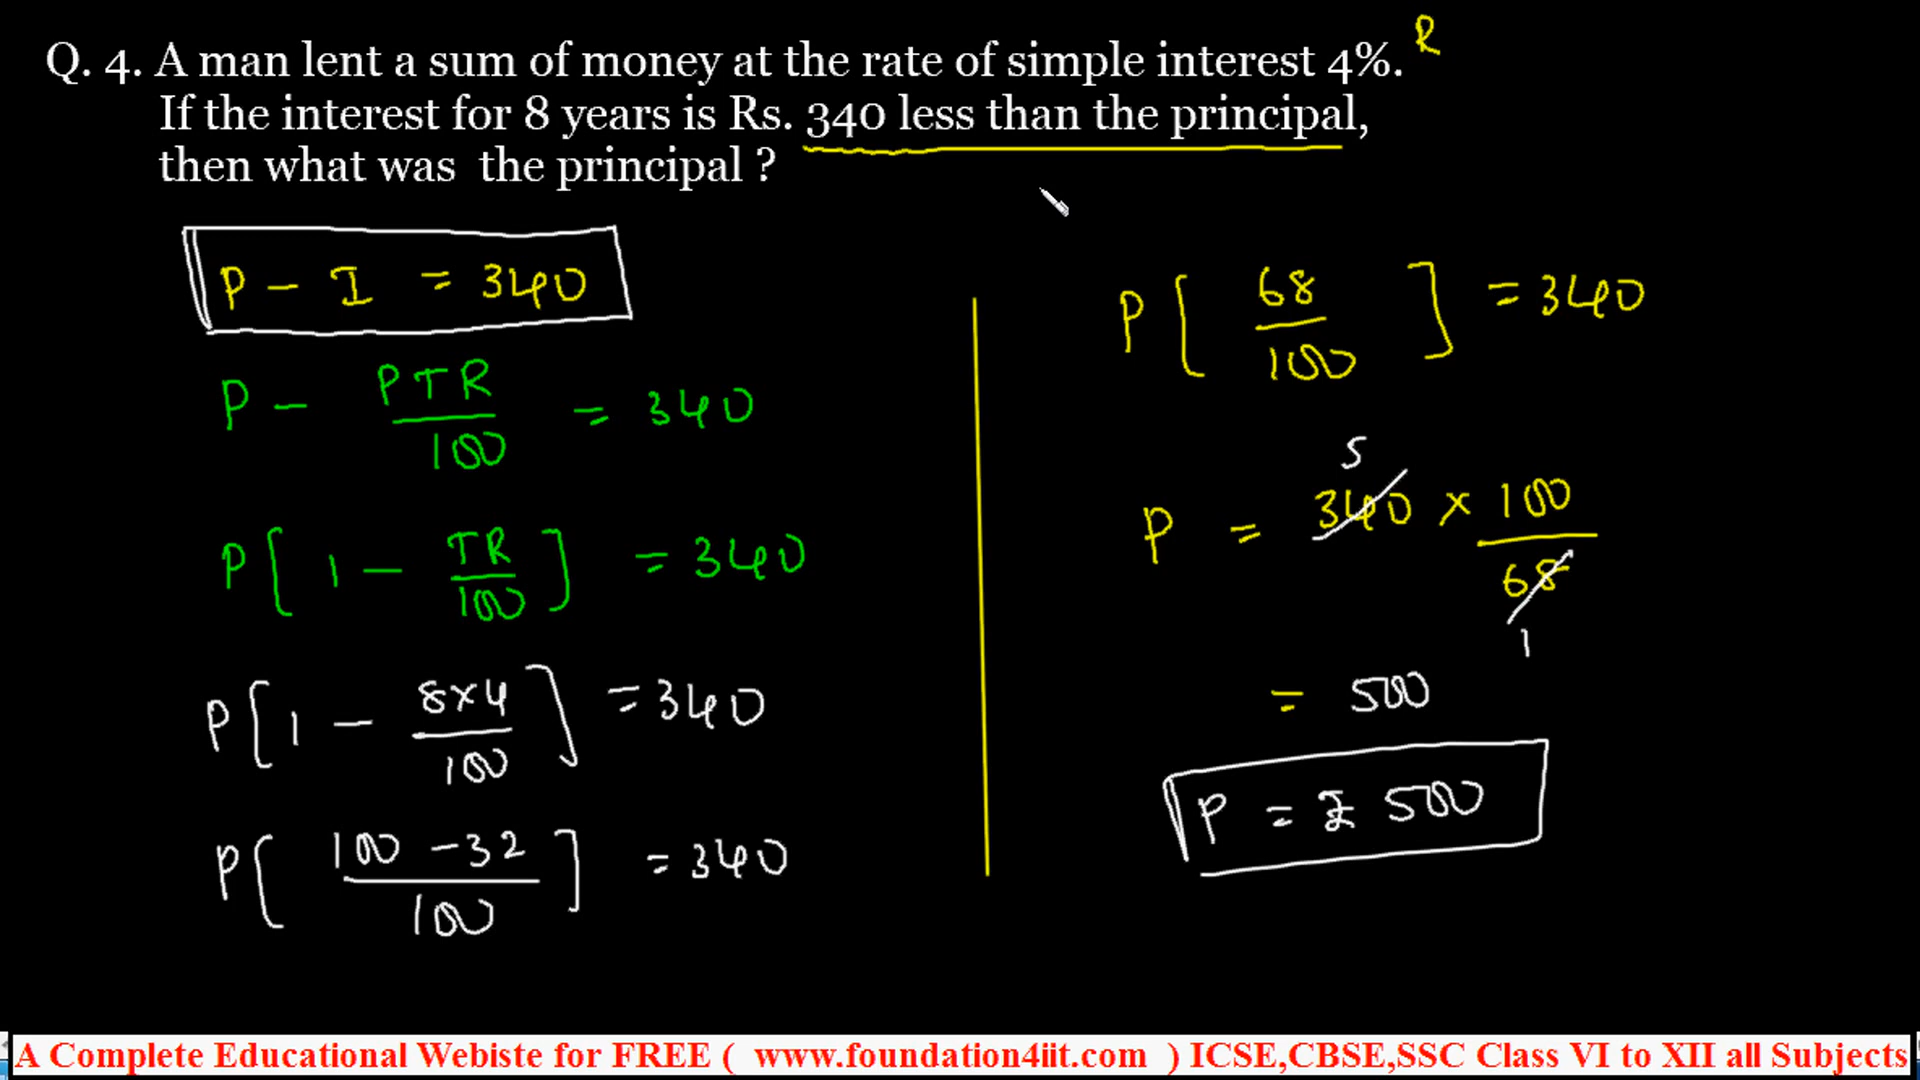 Q. 4. A man lent a sum of money at the rate of simple interest 4%. R
If the interest for 8 years is Rs. 340 less than the principal,
then what was the principal ?
P - I = 340
P - PTR/100 = 340
P[1 - TR/100] = 340
P[1 - 8×4/100] = 340
P[100 - 32/100] = 340
P[68/100] = 340
5
P = 340 × 100/68
1
= 500
P = ₹ 500
A Complete Educational Webiste for FREE ( www.foundation4iit.com ) ICSE,CBSE,SSC Class VI to XII all Subjects